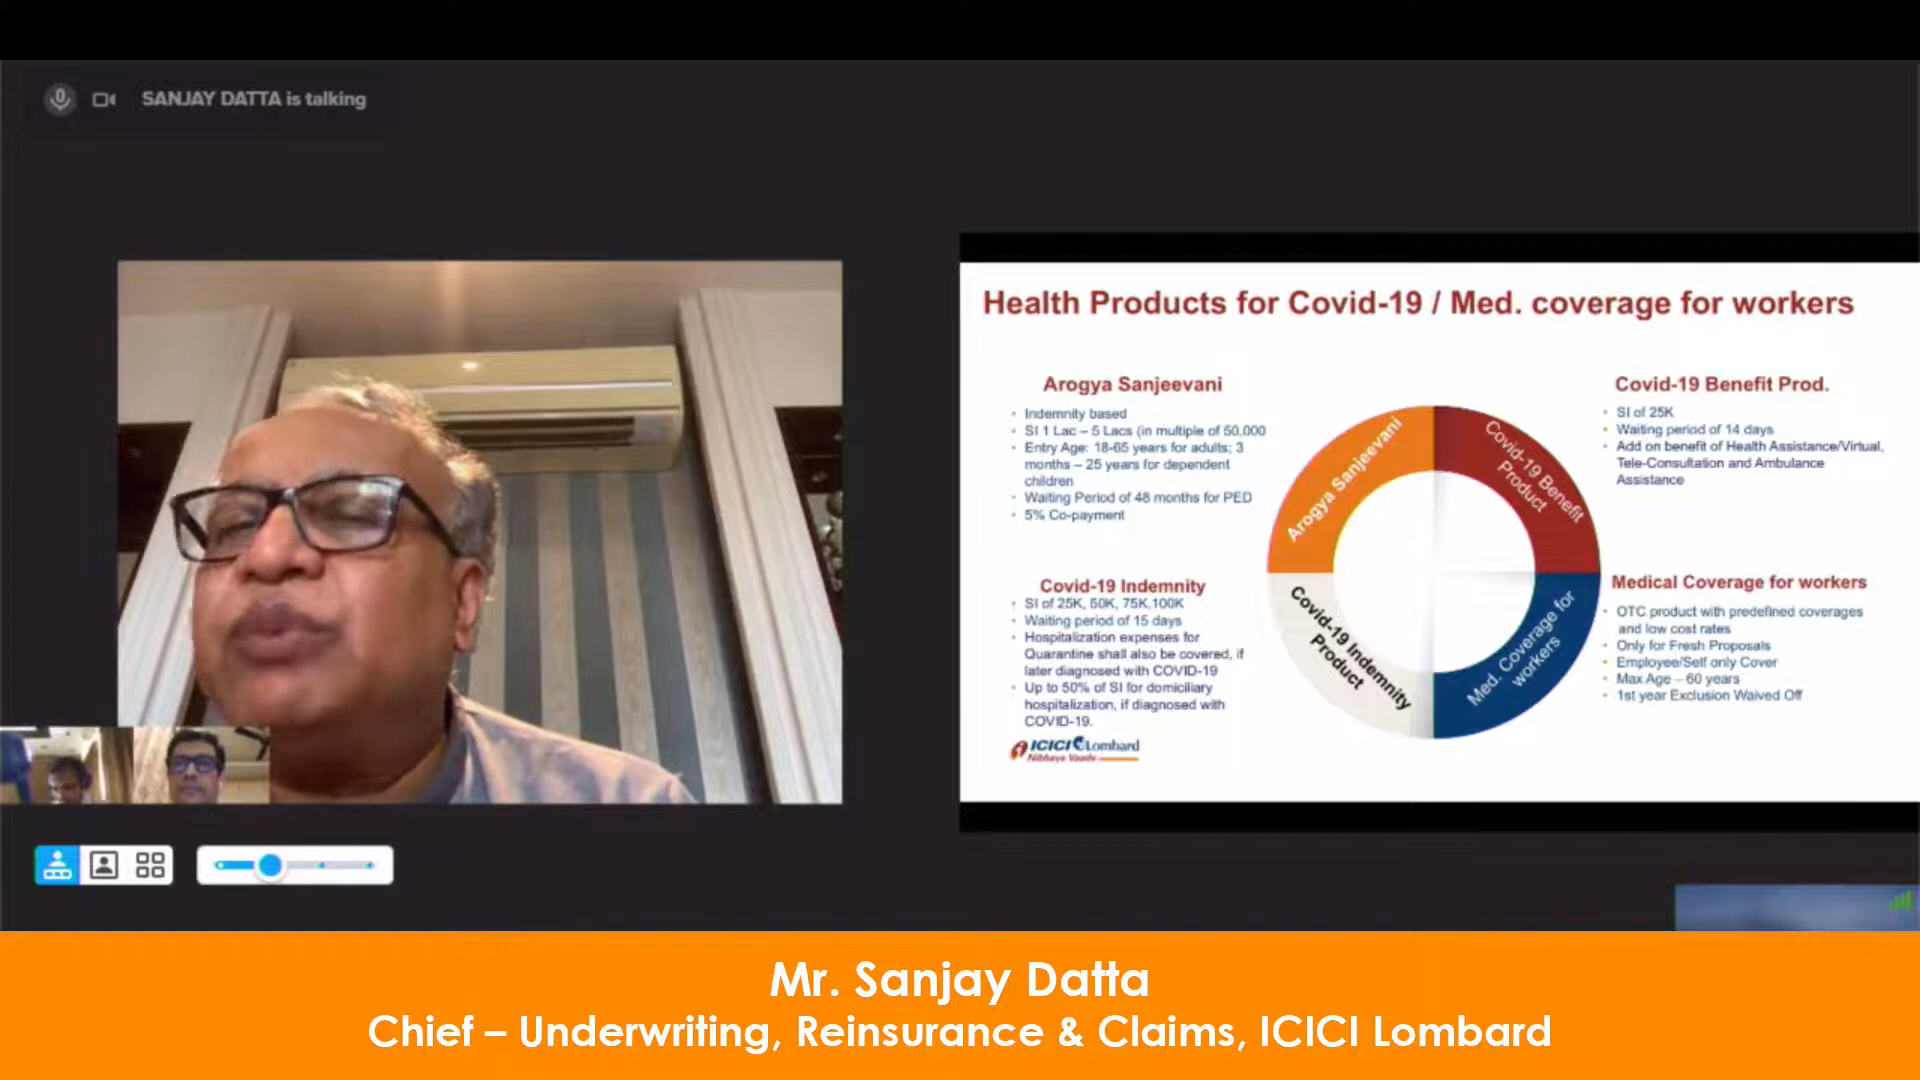 SANJAY DATTA is talking
Health Products for Covid-19 / Med. coverage for workers
Arogya Sanjeevani
• Indemnity based
• SI 1 Lac – 5 Lacs (in multiple of 50,000
• Entry Age: 18-65 years for adults; 3
months – 25 years for dependent
children
• Waiting Period of 48 months for PED
• 5% Co-payment
Covid-19 Benefit Prod.
• SI of 25K
• Waiting period of 14 days
• Add on benefit of Health Assistance/Virtual,
Tele-Consultation and Ambulance
Assistance
Arogya Sanjeevani
Covid-19 Benefit
Product
Covid-19 Indemnity
Product
Med. Coverage for
workers
Covid-19 Indemnity
• SI of 25K, 50K, 75K,100K
• Waiting period of 15 days
• Hospitalization expenses for
Quarantine shall also be covered, if
later diagnosed with COVID-19
• Up to 50% of SI for domiciliary
hospitalization, if diagnosed with
COVID-19.
Medical Coverage for workers
• OTC product with predefined coverages
and low cost rates
• Only for Fresh Proposals
• Employee/Self only Cover
• Max Age – 60 years
• 1st year Exclusion Waived Off
ICICI Lombard
Nibhaye Vaade
Mr. Sanjay Datta
Chief – Underwriting, Reinsurance & Claims, ICICI Lombard